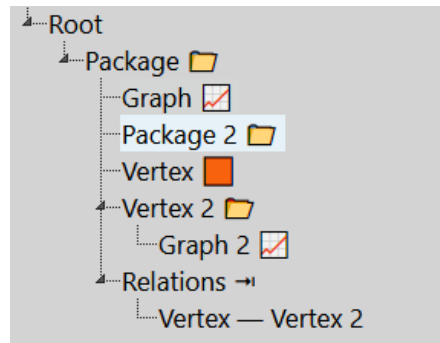 Root
Package
Graph
Package 2
Vertex
Vertex 2
Graph 2
Relations
Vertex — Vertex 2